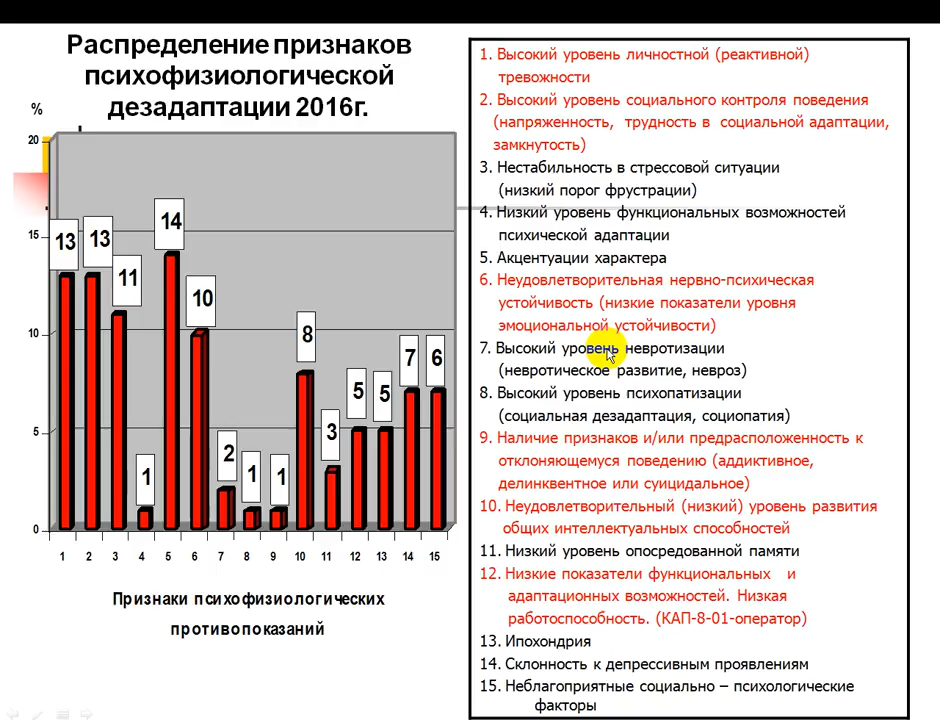 Распределение признаков
психофизиологической
дезадаптации 2016г.
%
20
15
10
5
0
13
13
11
1
14
10
2
1
1
8
3
5
5
7
6
1 2 3 4 5 6 7 8 9 10 11 12 13 14 15
Признаки психофизиологических
противопоказаний
1. Высокий уровень личностной (реактивной)
тревожности
2. Высокий уровень социального контроля поведения
(напряженность, трудность в социальной адаптации,
замкнутость)
3. Нестабильность в стрессовой ситуации
(низкий порог фрустрации)
4. Низкий уровень функциональных возможностей
психической адаптации
5. Акцентуации характера
6. Неудовлетворительная нервно-психическая
устойчивость (низкие показатели уровня
эмоциональной устойчивости)
7. Высокий уровень невротизации
(невротическое развитие, невроз)
8. Высокий уровень психопатизации
(социальная дезадаптация, социопатия)
9. Наличие признаков и/или предрасположенность к
отклоняющемуся поведению (аддиктивное,
делинквентное или суицидальное)
10. Неудовлетворительный (низкий) уровень развития
общих интеллектуальных способностей
11. Низкий уровень опосредованной памяти
12. Низкие показатели функциональных и
адаптационных возможностей. Низкая
работоспособность. (КАП-8-01-оператор)
13. Ипохондрия
14. Склонность к депрессивным проявлениям
15. Неблагоприятные социально – психологические
факторы